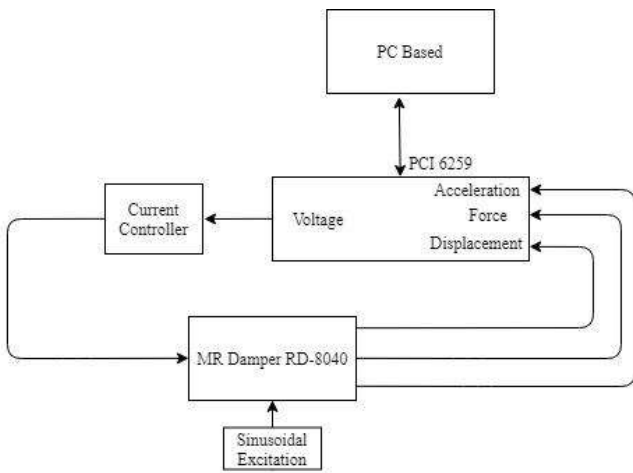 PC Based
PCI 6259
Acceleration
Current
Controller
Voltage
Force
Displacement
MR Damper RD-8040
Sinusoidal
Excitation